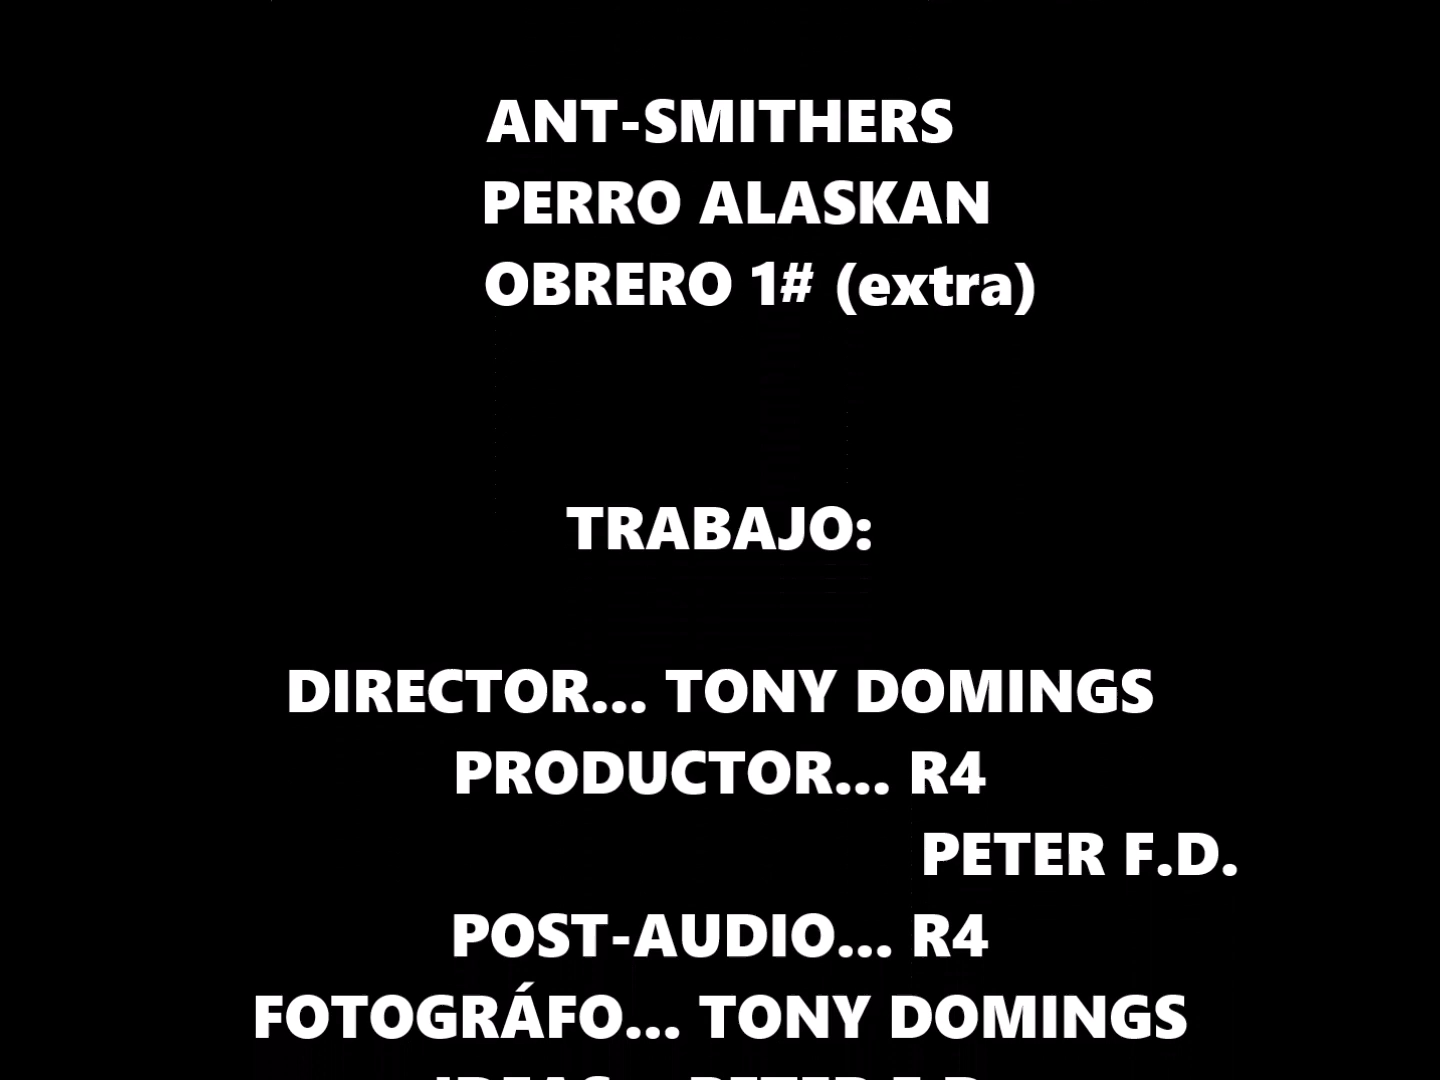 ANT-SMITHERS
PERRO ALASKAN
OBRERO 1# (extra)
TRABAJO:
DIRECTOR... TONY DOMINGS
PRODUCTOR... R4
PETER F.D.
POST-AUDIO... R4
FOTOGRÁFO... TONY DOMINGS